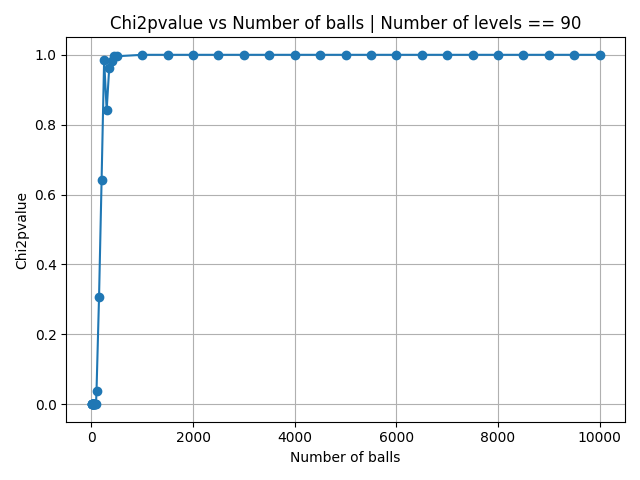 Chi2pvalue vs Number of balls | Number of levels == 90
1.0
0.8
0.6
0.4
0.2
0.0
Chi2pvalue
0 2000 4000 6000 8000 10000
Number of balls